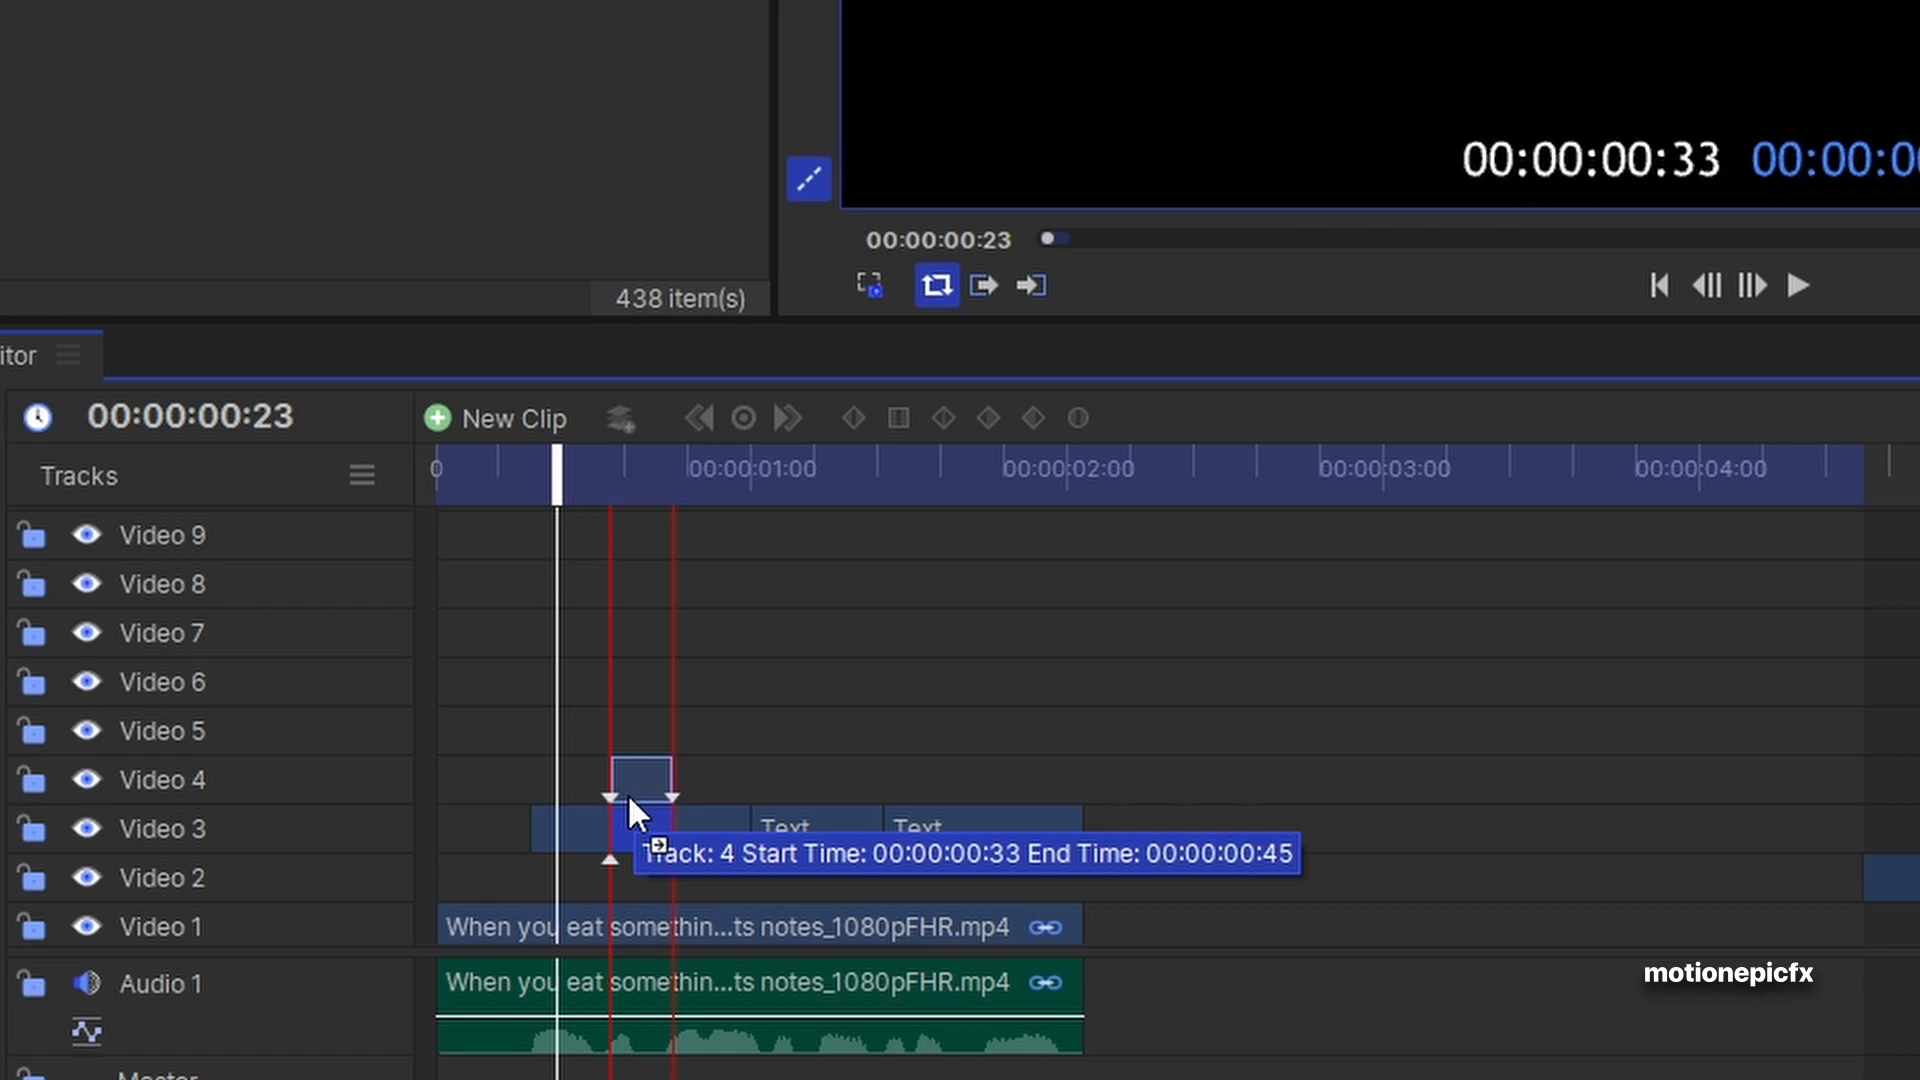 00:00:00:33 00:00:0
00:00:00:23
438 item(s)
itor
00:00:00:23
New Clip
Tracks
0 00:00:01:00 00:00:02:00 00:00:03:00 00:00:04:00
Video 9
Video 8
Video 7
Video 6
Video 5
Video 4
Video 3
Text Text
Track: 4 Start Time: 00:00:00:33 End Time: 00:00:00:45
Video 2
Video 1
When you eat somethin...ts notes_1080pFHR.mp4
Audio 1
When you eat somethin...ts notes_1080pFHR.mp4
motionepicfx
Master